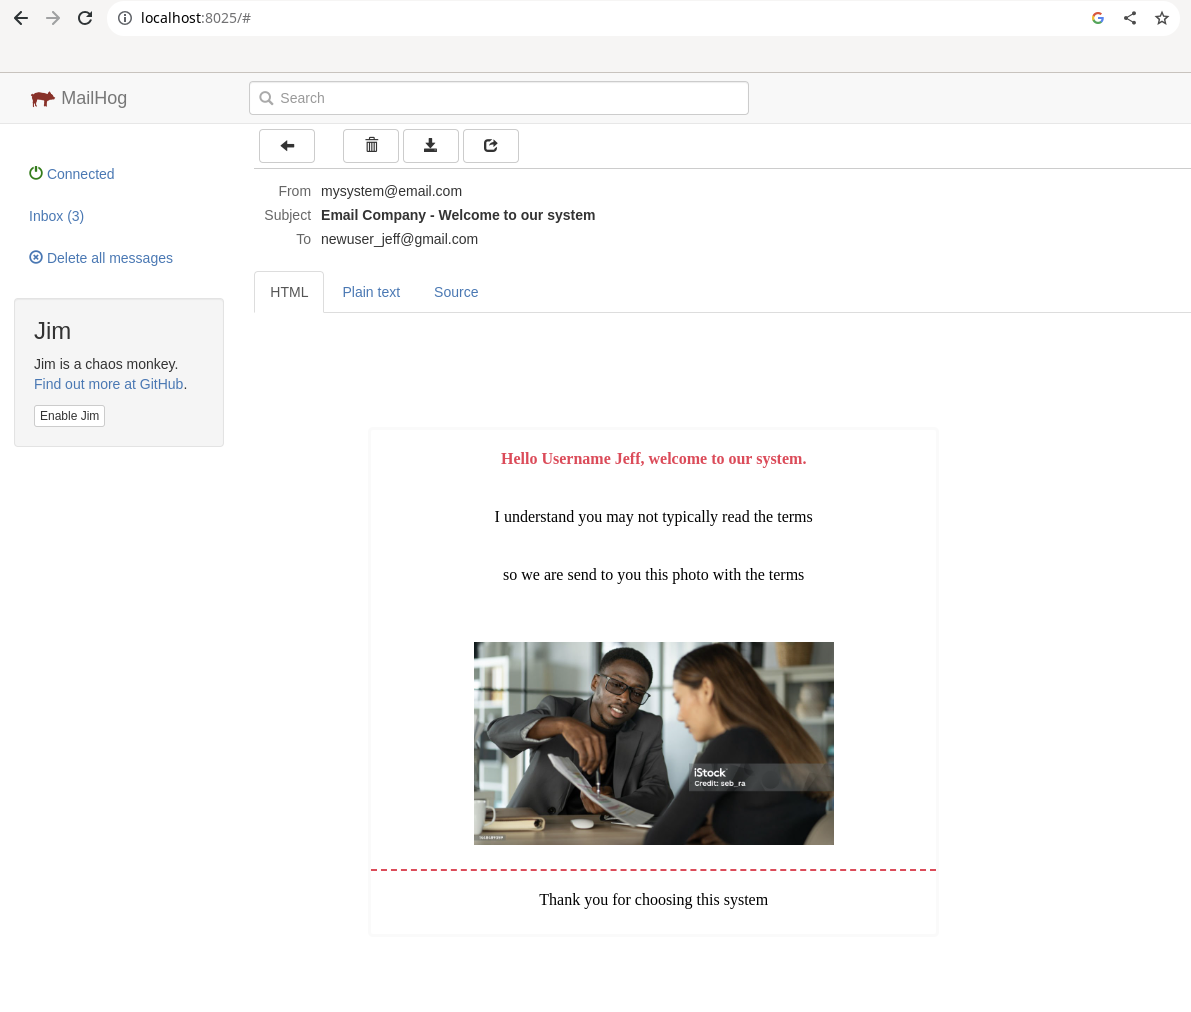 localhost:8025/#
MailHog
Search
Connected
Inbox (3)
Delete all messages
Jim
Jim is a chaos monkey.
Find out more at GitHub.
Enable Jim
From mysystem@email.com
Subject Email Company - Welcome to our system
To newuser_jeff@gmail.com
HTML Plain text Source
Hello Username Jeff, welcome to our system.
I understand you may not typically read the terms
so we are send to you this photo with the terms
iStock
Credit: seb_ra
Thank you for choosing this system